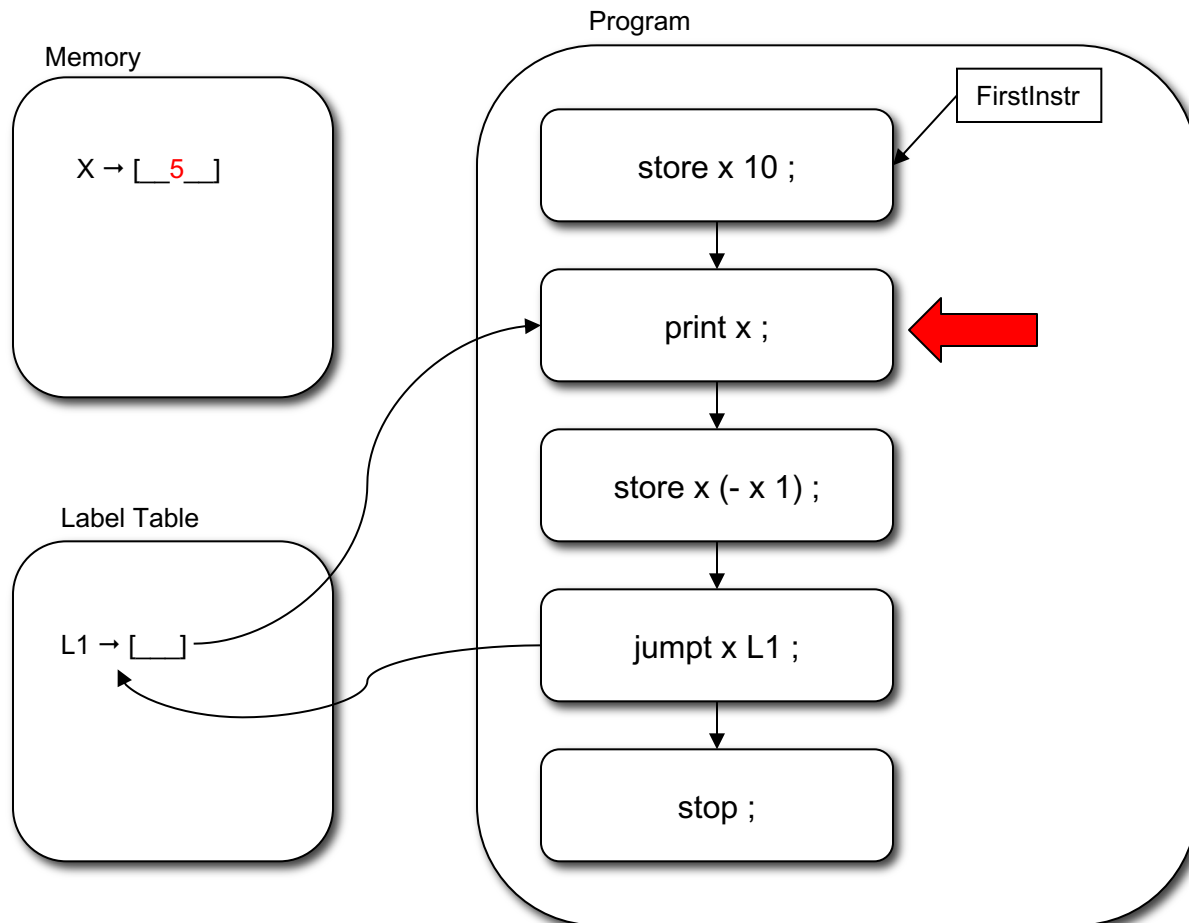 Program
Memory
FirstInstr
store x 10 ;
X → [__5__]
print x ;
store x (- x 1) ;
Label Table
L1 → [___]
jumpt x L1 ;
stop ;